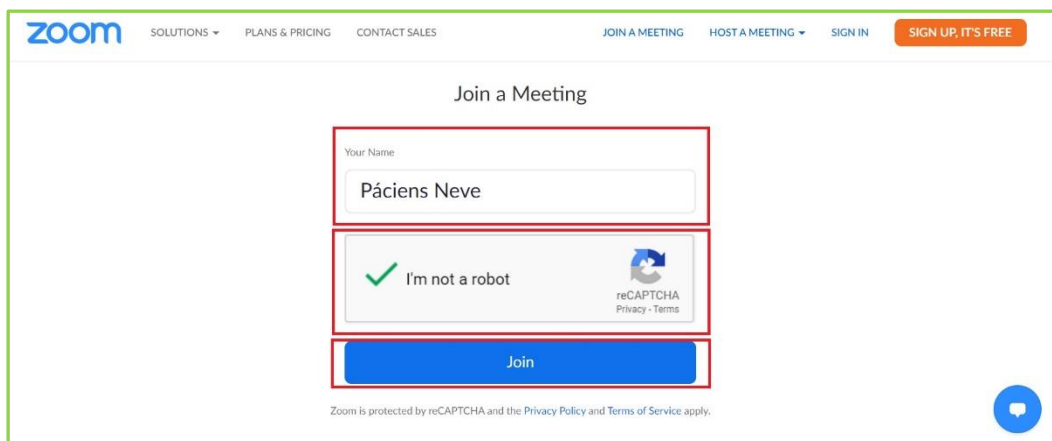 zoom SOLUTIONS PLANS & PRICING CONTACT SALES JOIN A MEETING HOST A MEETING SIGN IN SIGN UP, IT'S FREE
Join a Meeting
Your Name
Páciens Neve
I'm not a robot
reCAPTCHA
Privacy - Terms
Join
Zoom is protected by reCAPTCHA and the Privacy Policy and Terms of Service apply.